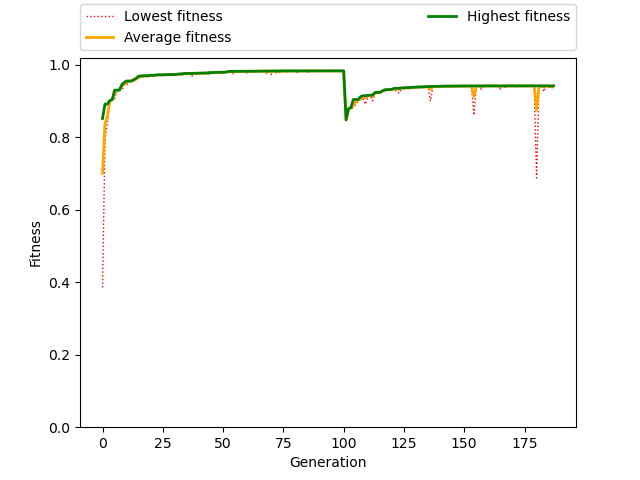 Lowest fitness
Average fitness
Highest fitness
1.0
0.8
0.6
0.4
0.2
0.0
Fitness
0 25 50 75 100 125 150 175
Generation